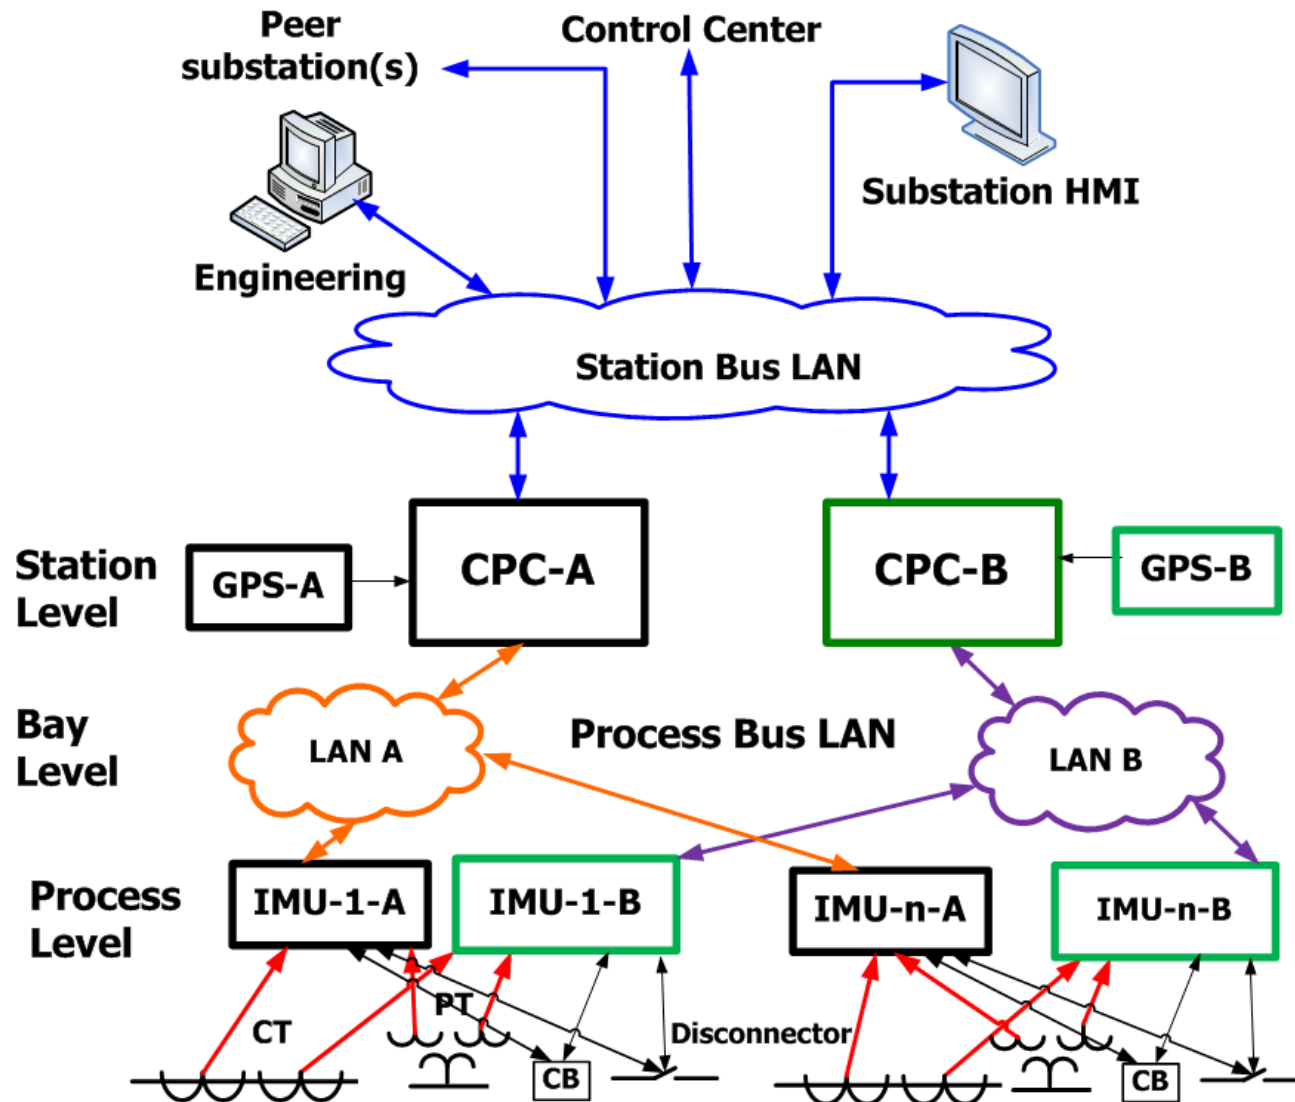 Peer
substation(s)
Control Center
Substation HMI
Engineering
Station Bus LAN
Station
Level
GPS-A
CPC-A
CPC-B
GPS-B
Bay
Level
LAN A
Process Bus LAN
LAN B
Process
Level
IMU-1-A
IMU-1-B
IMU-n-A
IMU-n-B
CT
PT
Disconnector
CB
CB